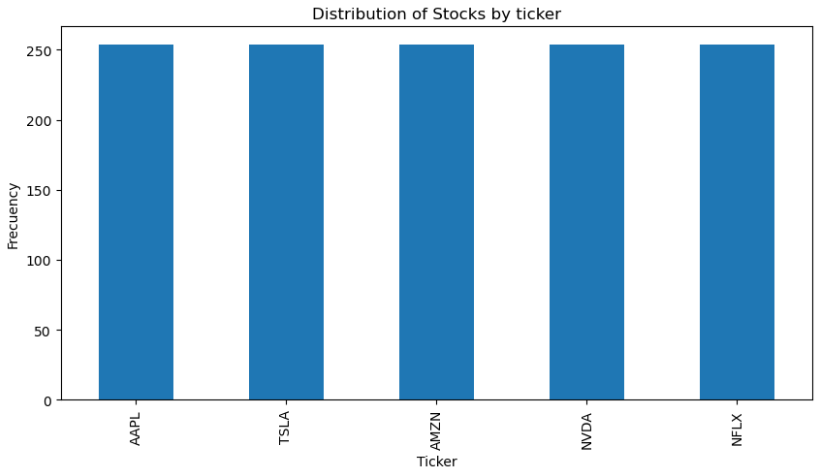 Distribution of Stocks by ticker
Frecuency
250
200
150
100
50
0
AAPL
TSLA
AMZN
NVDA
NFLX
Ticker